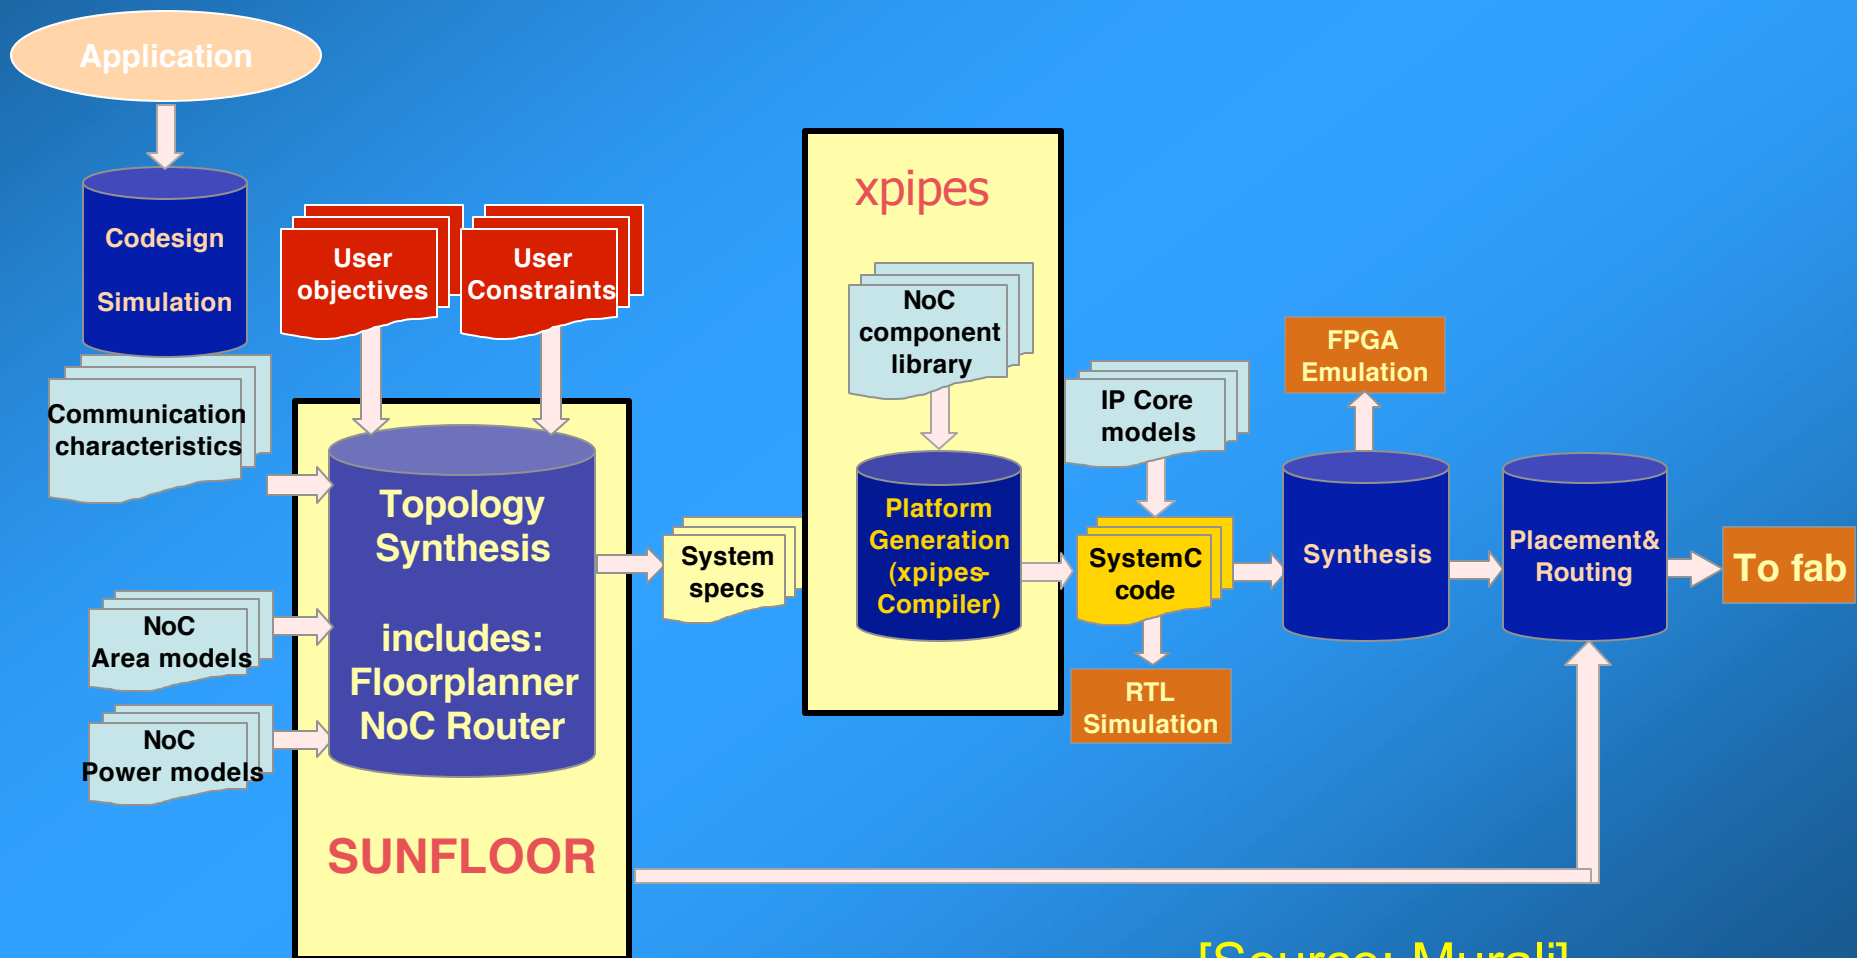 Application
Codesign
Simulation
User
objectives
User
Constraints
Communication
characteristics
NoC
Area models
NoC
Power models
Topology
Synthesis
includes:
Floorplanner
NoC Router
SUNFLOOR
System
specs
xpipes
NoC
component
library
Platform
Generation
(xpipes-
Compiler)
IP Core
models
SystemC
code
RTL
Simulation
FPGA
Emulation
Synthesis
Placement&
Routing
To fab
[Source: Murali]